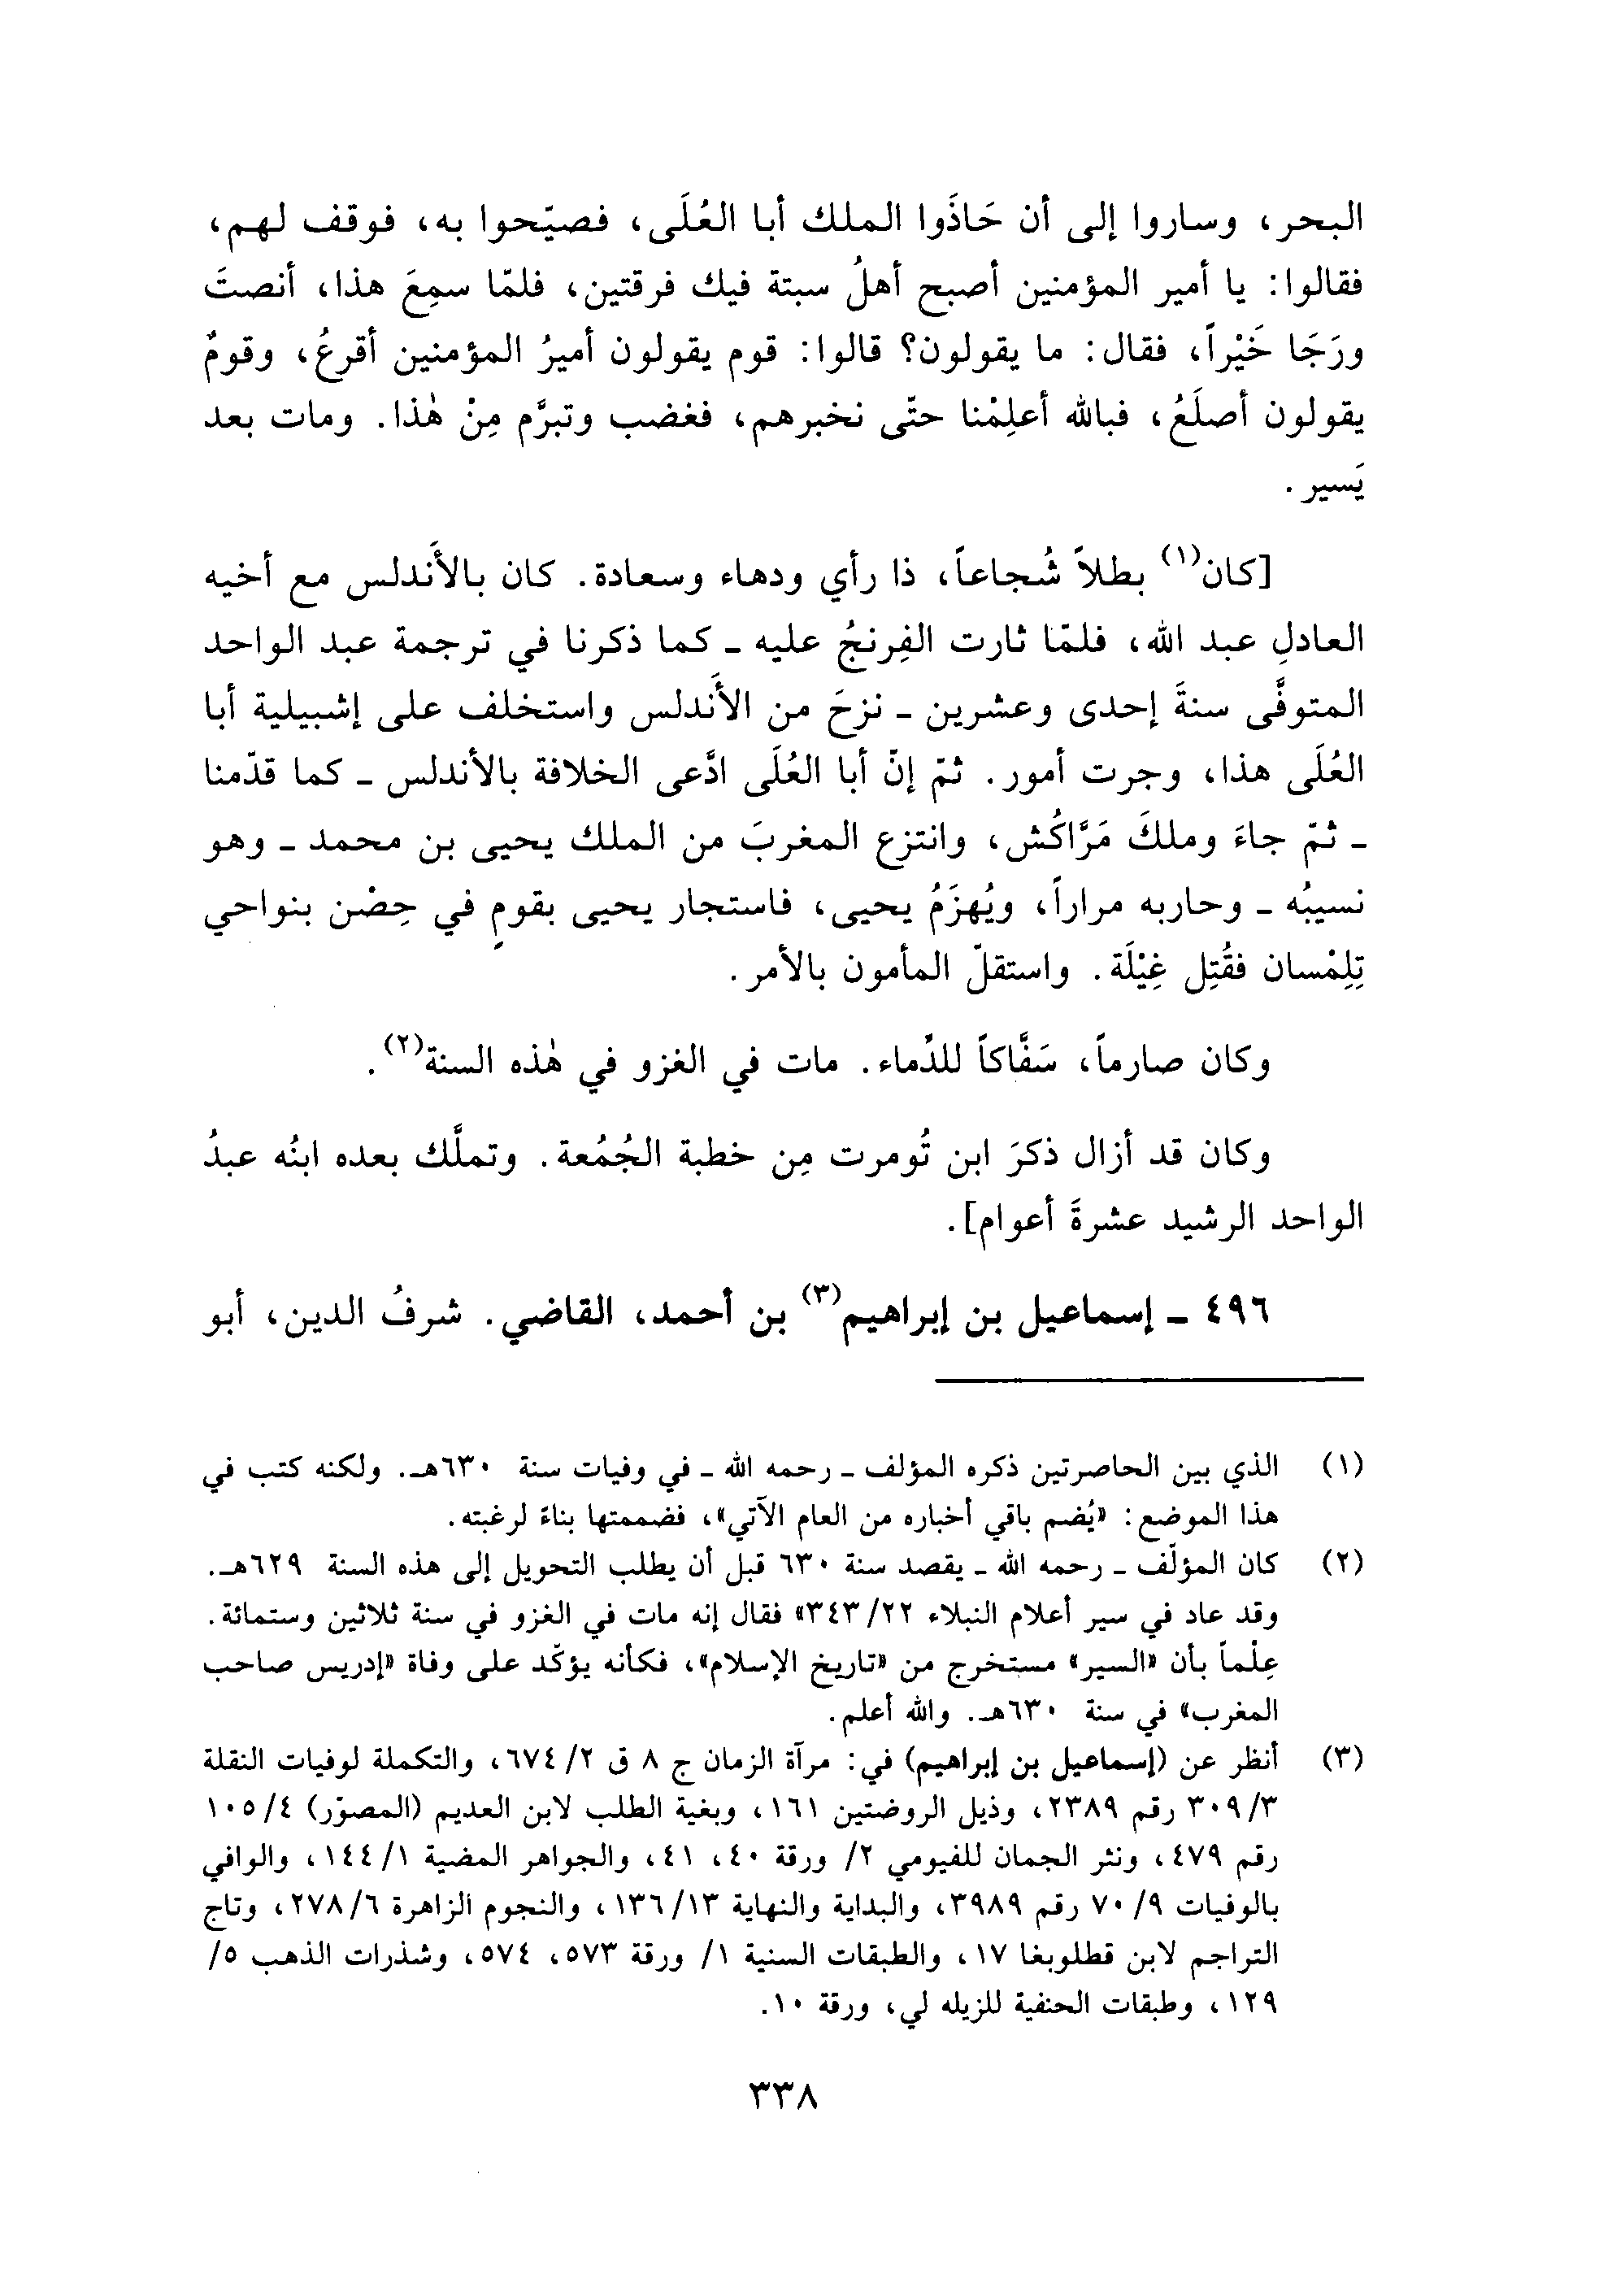 البحر، وساروا إلى أن حَاذَوا الملك أبا العُلَى، فصيّحوا به، فوقف لهم،
فقالوا: يا أمير المؤمنين أصبح أهلُ سبتة فيك فرقتين، فلمّا سمِعَ هذا، أنصتَ
ورَجَا خَيْراً، فقال: ما يقولون؟ قالوا: قوم يقولون أميرُ المؤمنين أقرعُ، وقومٌ
يقولون أصلَعُ، فبالله أعلِمْنا حتّى نخبرهم، فغضب وتبرَّم مِنْ هٰذا. ومات بعد
يَسير.
[كان(١) بطلاً شُجاعاً، ذا رأي ودهاء وسعادة. كان بالأَندلس مع أخيه
العادلِ عبد الله، فلمّا ثارت الفِرنجُ عليه ـ كما ذكرنا في ترجمة عبد الواحد
المتوفَّى سنةَ إحدى وعشرين ـ نزحَ من الأَندلس واستخلف على إشبيلية أبا
العُلَى هذا، وجرت أمور. ثمّ إنّ أبا العُلَى ادَّعى الخلافة بالأندلس ـ كما قدّمنا
ـ ثمّ جاءَ وملكَ مَرَّاكُش، وانتزع المغربَ من الملك يحيى بن محمد ـ وهو
نسيبُه ـ وحاربه مراراً، ويُهزَمُ يحيى، فاستجار يحيى بقومٍ في حِصْن بنواحي
تِلِمْسان فقُتِل غِيْلَة. واستقلّ المأمون بالأمر.
وكان صارماً، سَفَّاكاً للدِّماء. مات في الغزو في هٰذه السنة(٢).
وكان قد أزال ذكرَ ابن تُومرت مِن خطبة الجُمُعة. وتملَّك بعده ابنُه عبدُ
الواحد الرشيد عشرةَ أعوام].
٤٩٦ ـ إسماعيل بن إبراهيم(٣) بن أحمد، القاضي. شرفُ الدين، أبو
(١) الذي بين الحاصرتين ذكره المؤلف ـ رحمه الله ـ في وفيات سنة ٦٣٠هـ. ولكنه كتب في
هذا الموضع: «يُضم باقي أخباره من العام الآتي»، فضممتها بناءً لرغبته.
(٢) كان المؤلّف ـ رحمه الله ـ يقصد سنة ٦٣٠ قبل أن يطلب التحويل إلى هذه السنة ٦٢٩هـ.
وقد عاد في سير أعلام النبلاء ٣٤٣/٢٢» فقال إنه مات في الغزو في سنة ثلاثين وستمائة.
عِلْماً بأن «السير» مستخرج من «تاريخ الإسلام»، فكأنه يؤكّد على وفاة «إدريس صاحب
المغرب» في سنة ٦٣٠هـ. والله أعلم.
(٣) أنظر عن (إسماعيل بن إبراهيم) في: مرآة الزمان ج ٨ ق ٦٧٤/٢، والتكملة لوفيات النقلة
٣٠٩/٣ رقم ٢٣٨٩، وذيل الروضتين ١٦١، وبغية الطلب لابن العديم (المصوّر) ١٠٥/٤
رقم ٤٧٩، ونثر الجمان للفيومي ٢/ ورقة ٤٠، ٤١، والجواهر المضية ١٤٤/١، والوافي
بالوفيات ٧٠/٩ رقم ٣٩٨٩، والبداية والنهاية ١٣٦/١٣، والنجوم الزاهرة ٢٧٨/٦، وتاج
التراجم لابن قطلوبغا ١٧، والطبقات السنية ١/ ورقة ٥٧٣، ٥٧٤، وشذرات الذهب ٥/
١٢٩، وطبقات الحنفية للزيله لي، ورقة ١٠.
٣٣٨